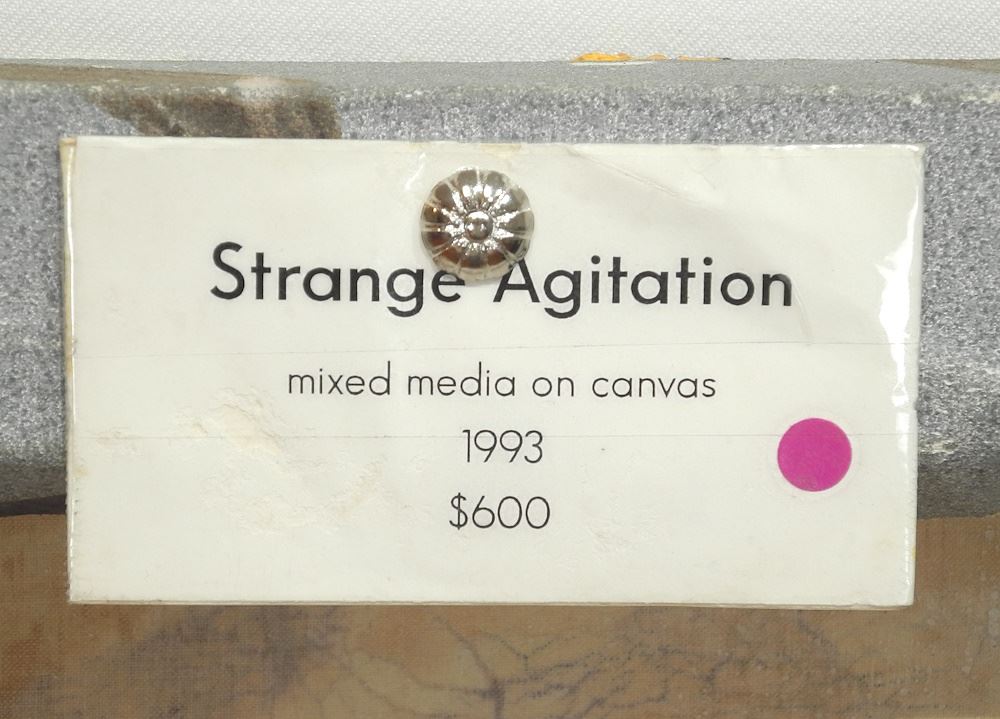 Strange Agitation
mixed media on canvas
1993
$600